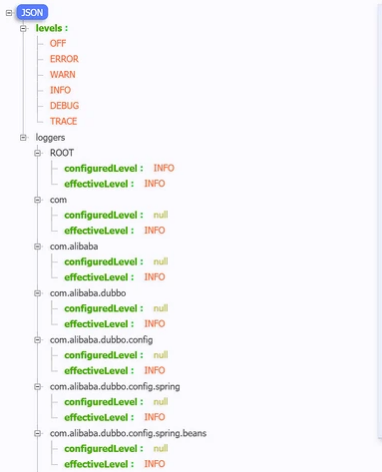 JSON
levels :
OFF
ERROR
WARN
INFO
DEBUG
TRACE
loggers
ROOT
configuredLevel : INFO
effectiveLevel : INFO
com
configuredLevel : null
effectiveLevel : INFO
com.alibaba
configuredLevel : null
effectiveLevel : INFO
com.alibaba.dubbo
configuredLevel : null
effectiveLevel : INFO
com.alibaba.dubbo.config
configuredLevel : null
effectiveLevel : INFO
com.alibaba.dubbo.config.spring
configuredLevel : null
effectiveLevel : INFO
com.alibaba.dubbo.config.spring.beans
configuredLevel : null
effectiveLevel : INFO